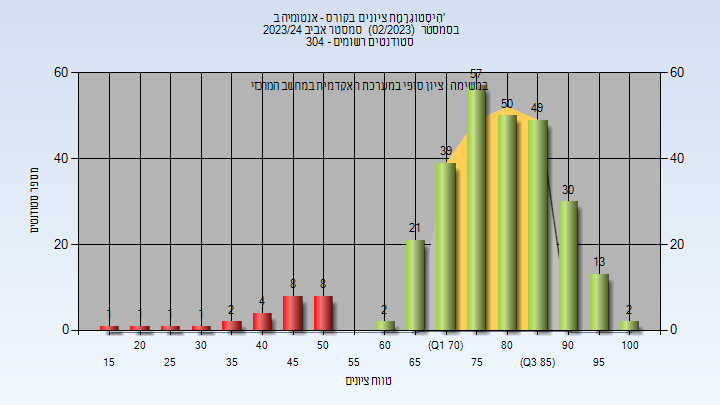 היסטוגרמת ציונים בקורס - אנטומיה ב'
בסמסטר (02/2023) סמסטר אביב 2023/24
סטודנטים רשומים - 304
במשימה ציון סופי במערכת האקדמית במחשב המרכזי
מספר סטודנטים
60
40
20
0
60
40
20
0
1 1 1 1 2 4 8 8 2 21 39 57 50 49 30 13 2
20 30 40 50 60 (Q1 70) 80 90 100
15 25 35 45 55 65 75 (Q3 85) 95
טווח ציונים